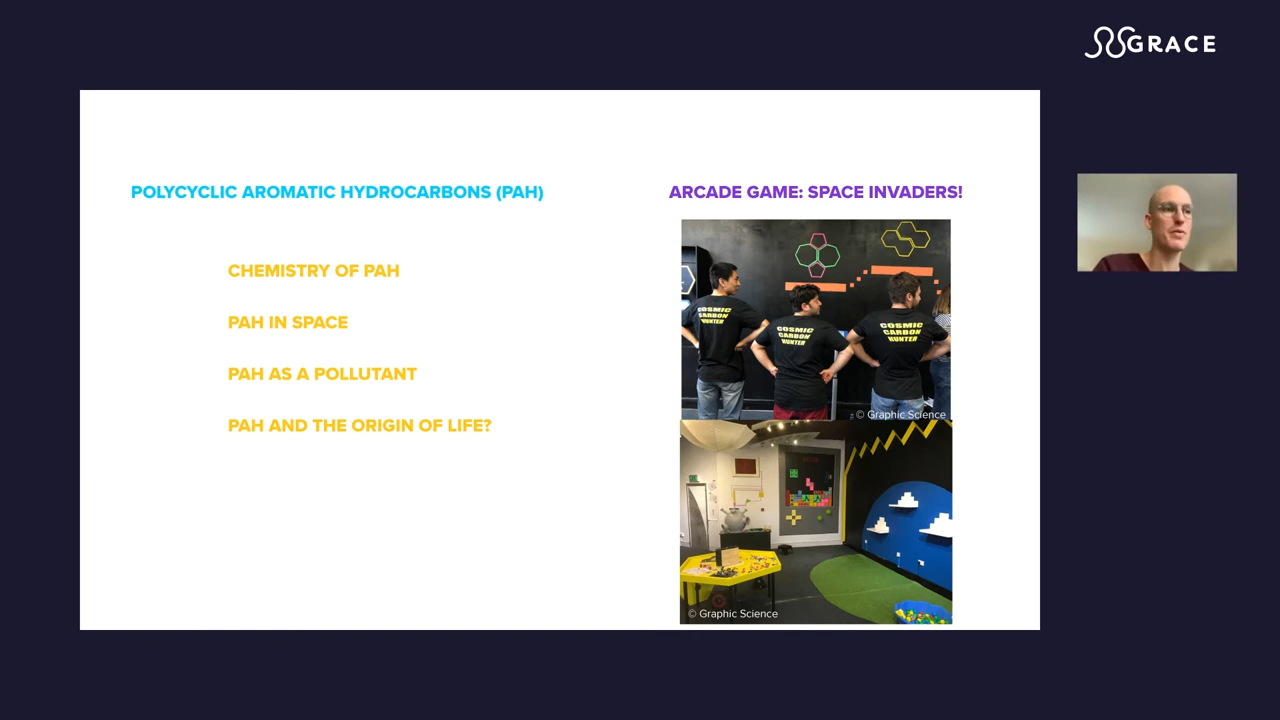 GRACE
POLYCYCLIC AROMATIC HYDROCARBONS (PAH)
CHEMISTRY OF PAH
PAH IN SPACE
PAH AS A POLLUTANT
PAH AND THE ORIGIN OF LIFE?
ARCADE GAME: SPACE INVADERS!
COSMIC
CARBON
HUNTER
COSMIC
CARBON
HUNTER
COSMIC
CARBON
HUNTER
© Graphic Science
© Graphic Science